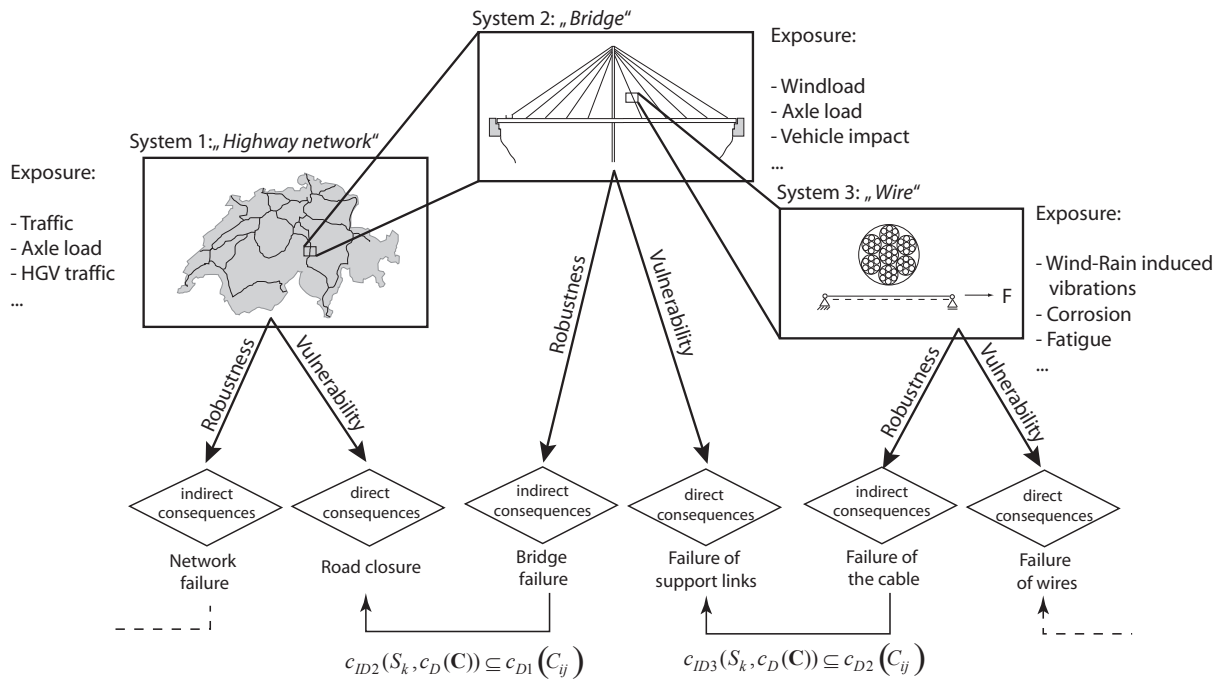 System 2: „ Bridge“
Exposure:
- Windload
- Axle load
- Vehicle impact
...
System 1:„ Highway network“
Exposure:
- Traffic
- Axle load
- HGV traffic
...
System 3: „ Wire“
F
Exposure:
- Wind-Rain induced
vibrations
- Corrosion
- Fatigue
...
Robustness
Vulnerability
Robustness
Vulnerability
Robustness
Vulnerability
indirect
consequences
direct
consequences
indirect
consequences
direct
consequences
indirect
consequences
direct
consequences
Network
failure
Road closure
Bridge
failure
Failure of
support links
Failure of
the cable
Failure
of wires
c_{ID2}(S_k, c_D(C)) ⊆ c_{D1}(C_{ij})
c_{ID3}(S_k, c_D(C)) ⊆ c_{D2}(C_{ij})